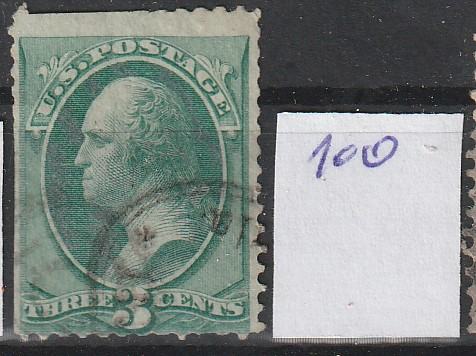 U.S. POSTAGE
THREE 3 CENTS
100